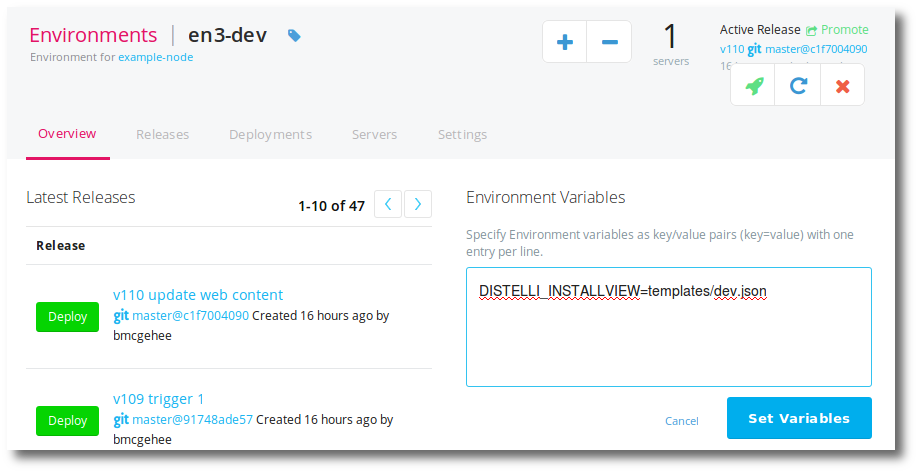 Environments | en3-dev
Environment for example-node
1
servers
Active Release Promote
v110 git master@c1f7004090
Overview
Releases
Deployments
Servers
Settings
Latest Releases
1-10 of 47
Release
Deploy
v110 update web content
git master@c1f7004090 Created 16 hours ago by
bmcgehee
Deploy
v109 trigger 1
git master@91748ade57 Created 16 hours ago by
bmcgehee
Environment Variables
Specify Environment variables as key/value pairs (key=value) with one
entry per line.
DISTELLI_INSTALLVIEW=templates/dev.json
Cancel
Set Variables